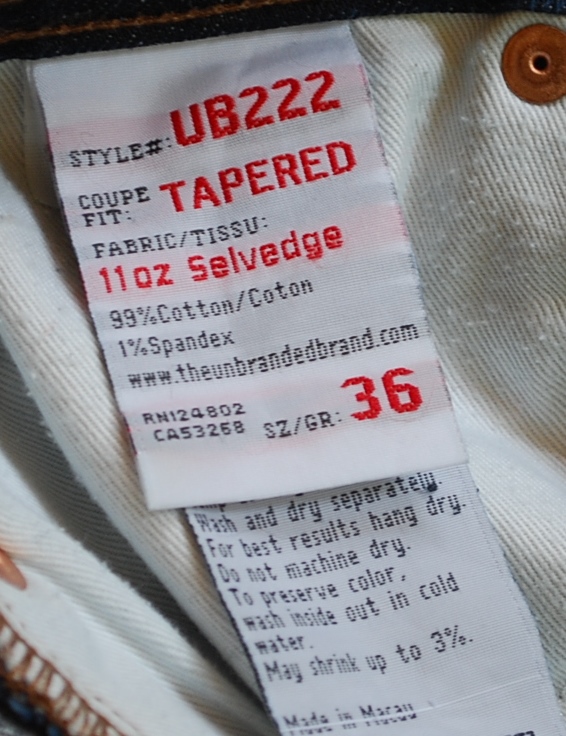 STYLE#: UB222
COUPE
FIT: TAPERED
FABRIC/TISSU:
11oz Selvedge
99%Cotton/Coton
1%Spandex
www.theunbrandedbrand.com
RN124802
CA53268
SZ/GR: 36
Wash and dry separately.
For best results hang dry.
Do not machine dry.
To preserve color,
wash inside out in cold
water.
May shrink up to 3%.
Made in Macau